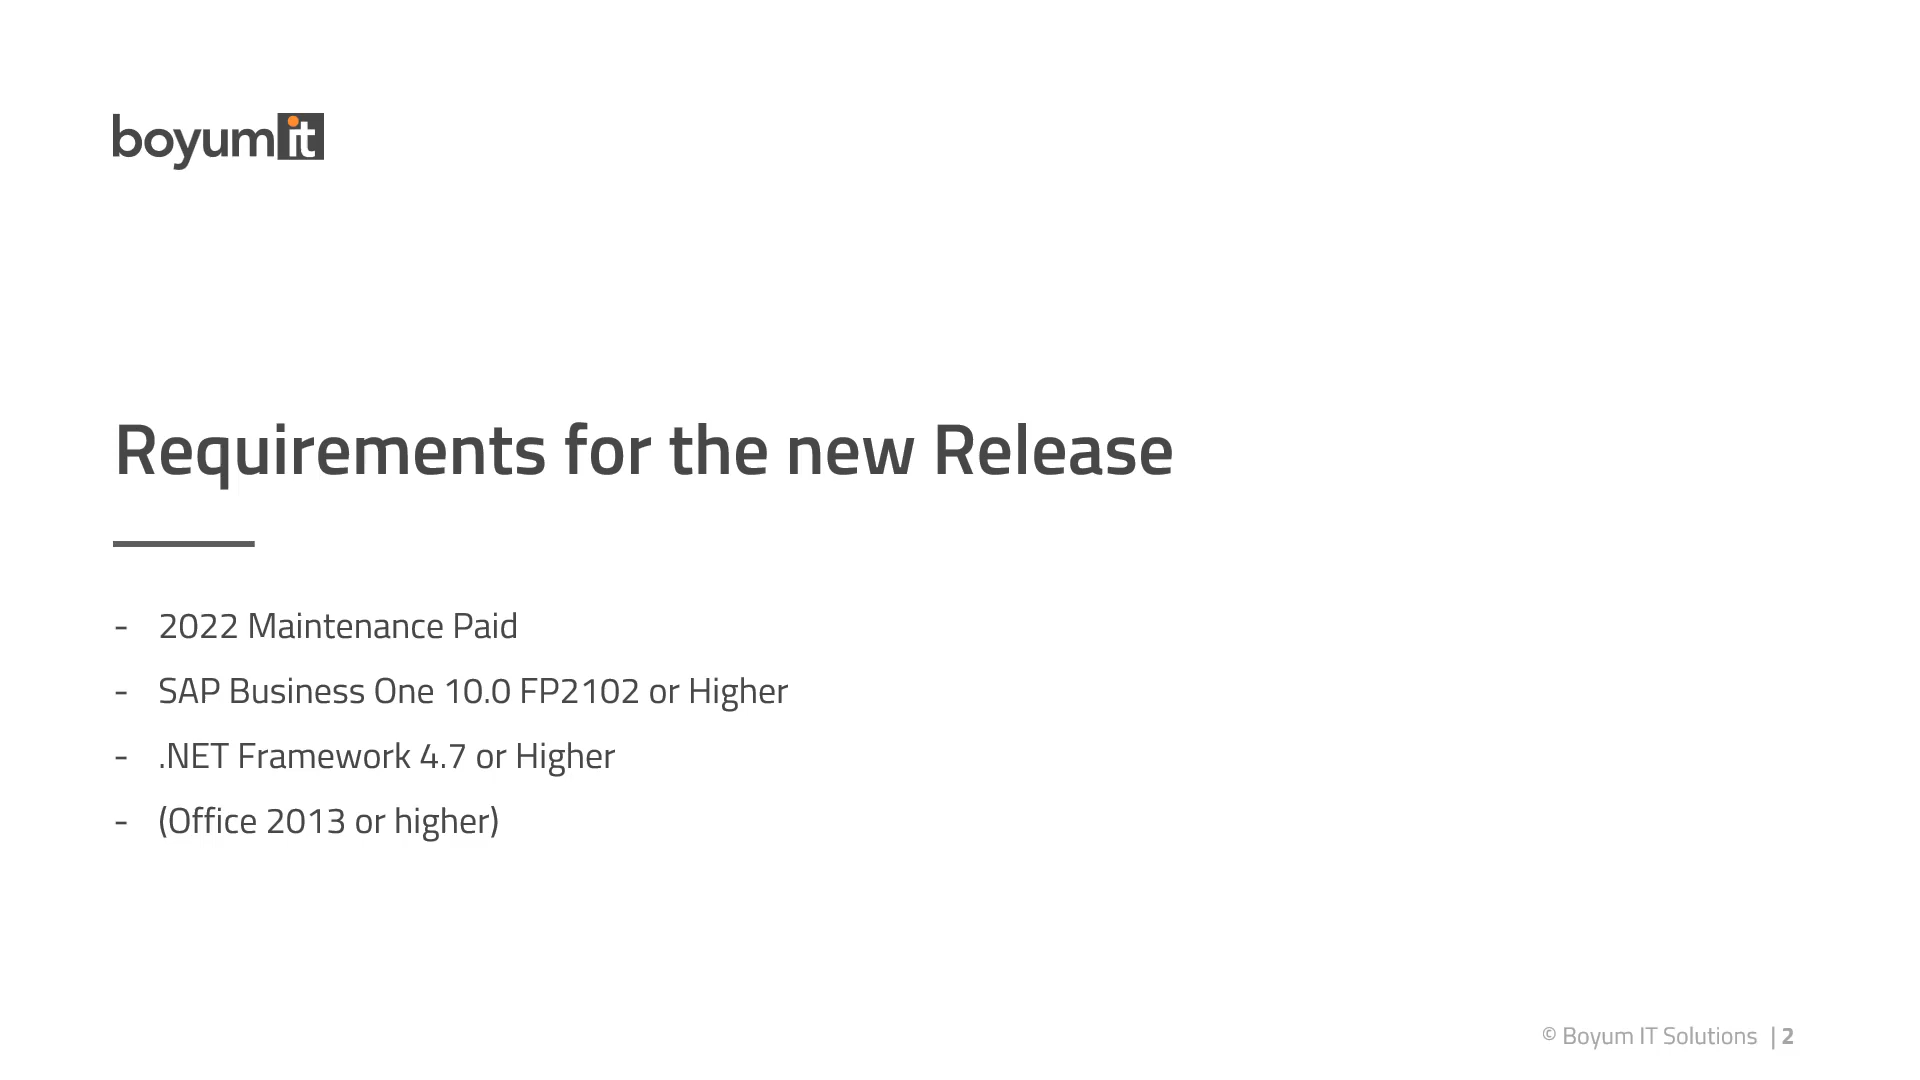 boyumit
Requirements for the new Release
- 2022 Maintenance Paid
- SAP Business One 10.0 FP2102 or Higher
- .NET Framework 4.7 or Higher
- (Office 2013 or higher)
© Boyum IT Solutions | 2